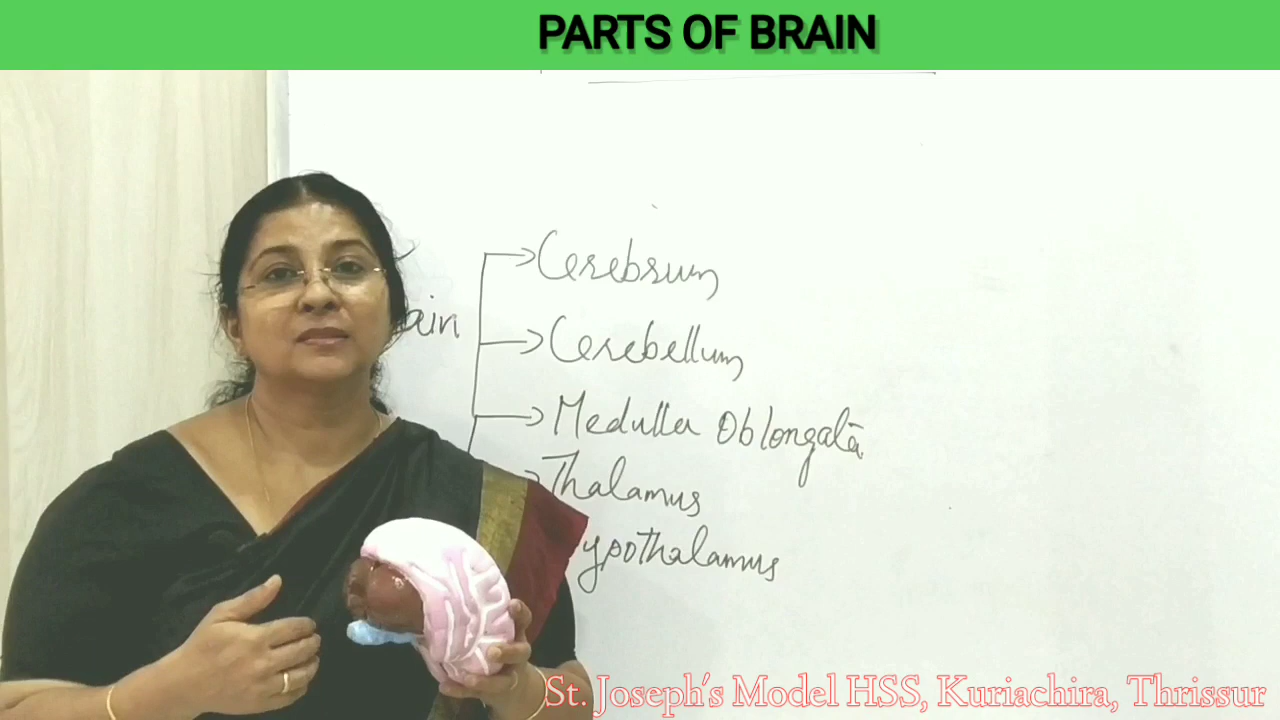 PARTS OF BRAIN
ain
Cerebrum
Cerebellum
Medulla Oblongata
Thalamus
ypothalamus
St. Joseph's Model HSS, Kuriachira, Thrissur